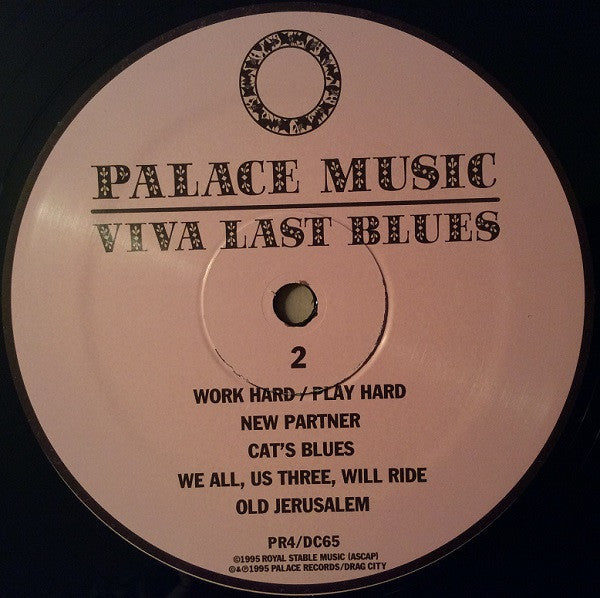 PALACE MUSIC
VIVA LAST BLUES
2
WORK HARD / PLAY HARD
NEW PARTNER
CAT'S BLUES
WE ALL, US THREE, WILL RIDE
OLD JERUSALEM
PR4/DC65
©1995 ROYAL STABLE MUSIC (ASCAP)
©&℗1995 PALACE RECORDS/DRAG CITY